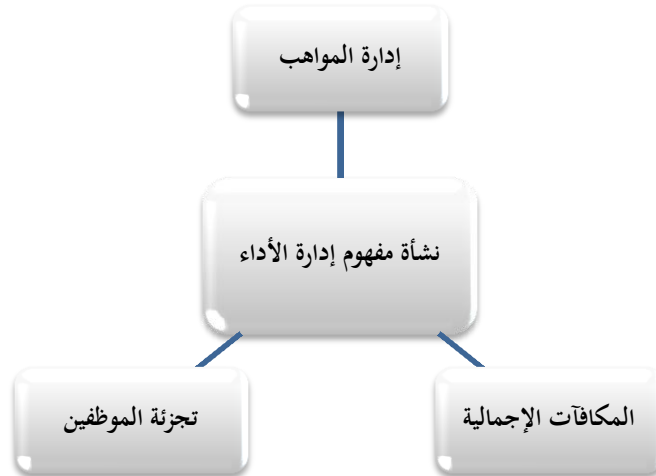 إدارة المواهب
نشأة مفهوم إدارة الأداء
المكافآت الإجمالية
تجزئة الموظفين